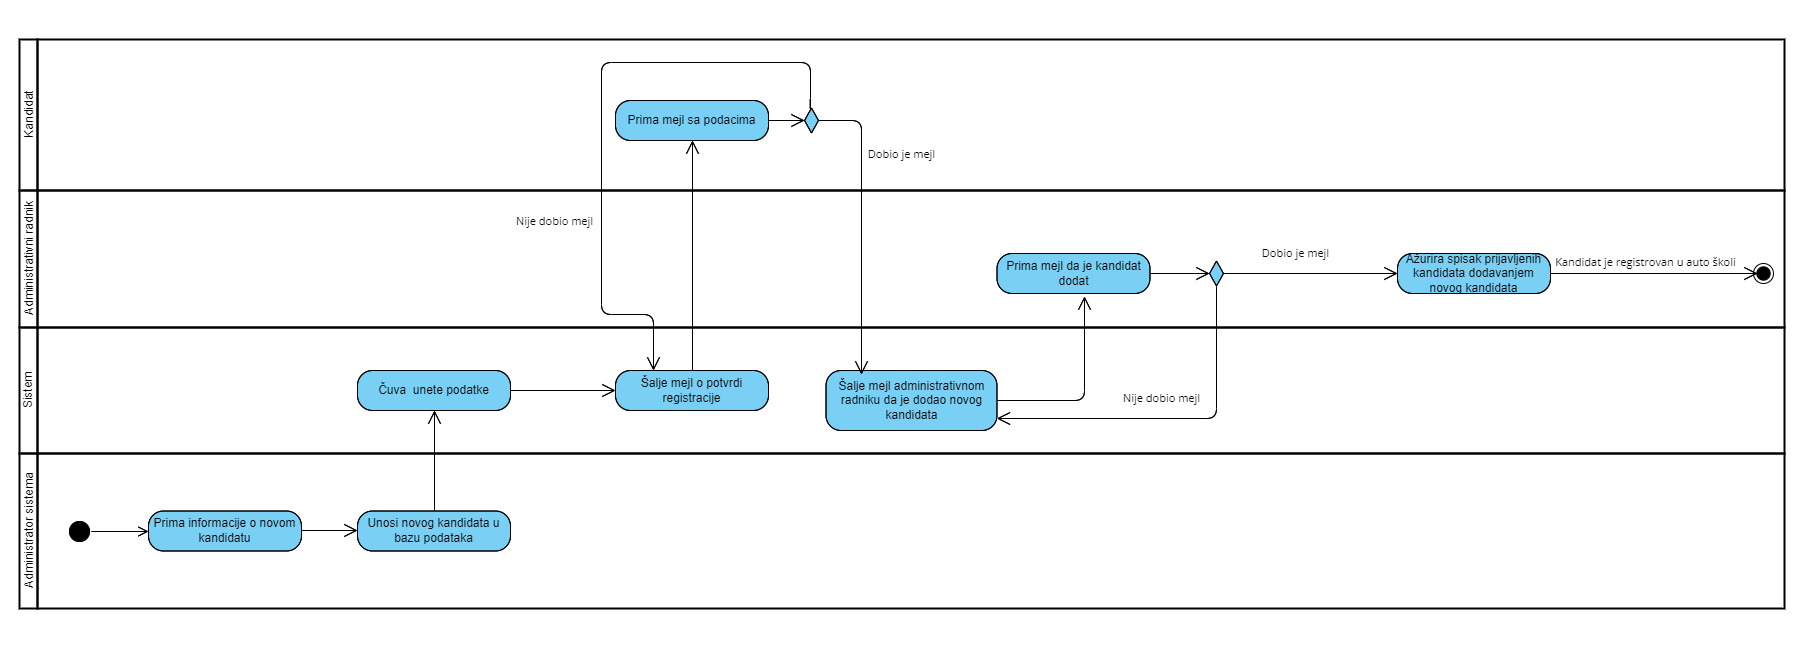 Kandidat
Prima mejl sa podacima
Dobio je mejl
Administrativni radnik
Nije dobio mejl
Prima mejl da je kandidat
dodat
Dobio je mejl
Ažurira spisak prijavljenih
kandidata dodavanjem
novog kandidata
Kandidat je registrovan u auto školi
Sistem
Čuva unete podatke
Šalje mejl o potvrdi
registracije
Šalje mejl administrativnom
radniku da je dodao novog
kandidata
Nije dobio mejl
Administrator sistema
Prima informacije o novom
kandidatu
Unosi novog kandidata u
bazu podataka